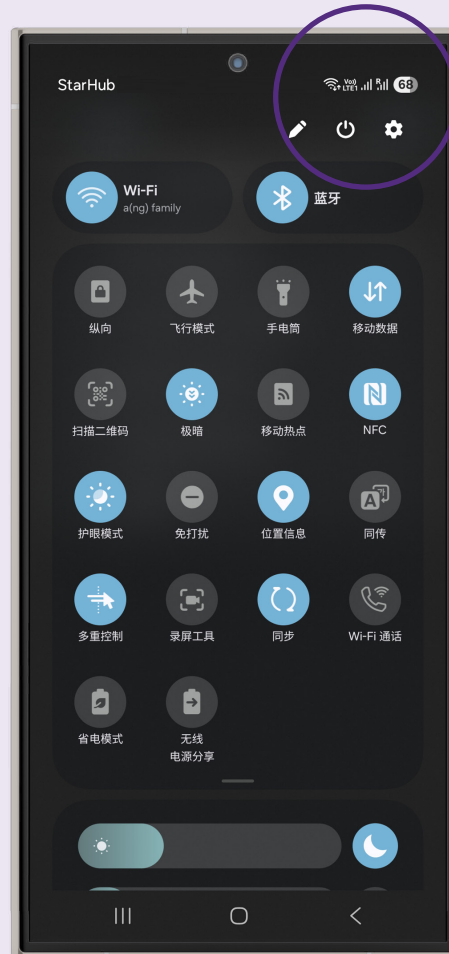 StarHub
Vo)) LTE1 R 68
Wi-Fi
a(ng) family
蓝牙
纵向
飞行模式
手电筒
移动数据
扫描二维码
极暗
移动热点
NFC
护眼模式
免打扰
位置信息
同传
多重控制
录屏工具
同步
Wi-Fi 通话
省电模式
无线
电源分享